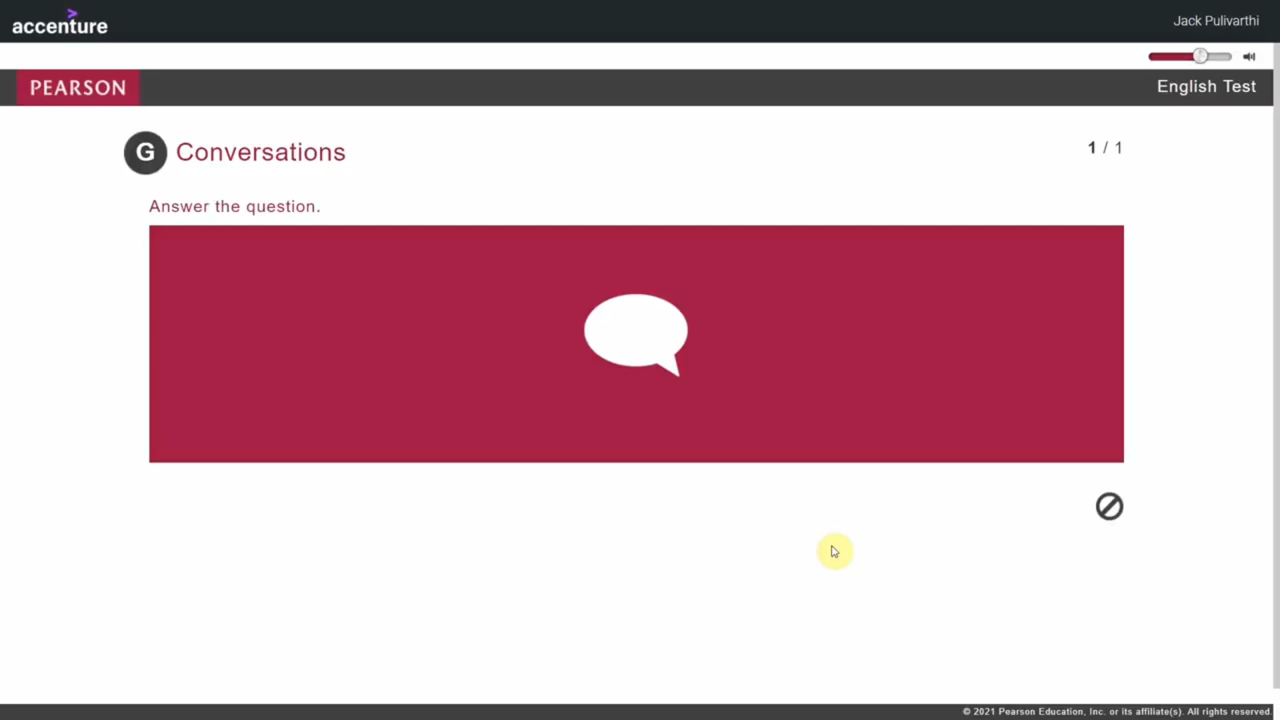 accenture
Jack Pulivarthi
PEARSON
English Test
G Conversations
1 / 1
Answer the question.
© 2021 Pearson Education, Inc. or its affiliate(s). All rights reserved.